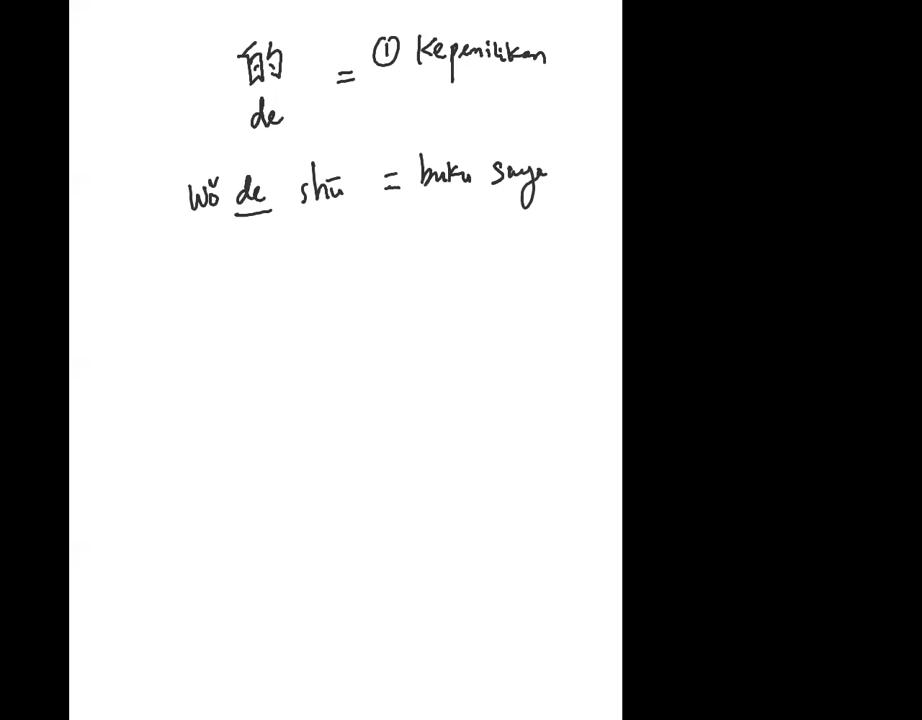 的 = ① Kepemilikan
de
wǒ de shū = buku saya